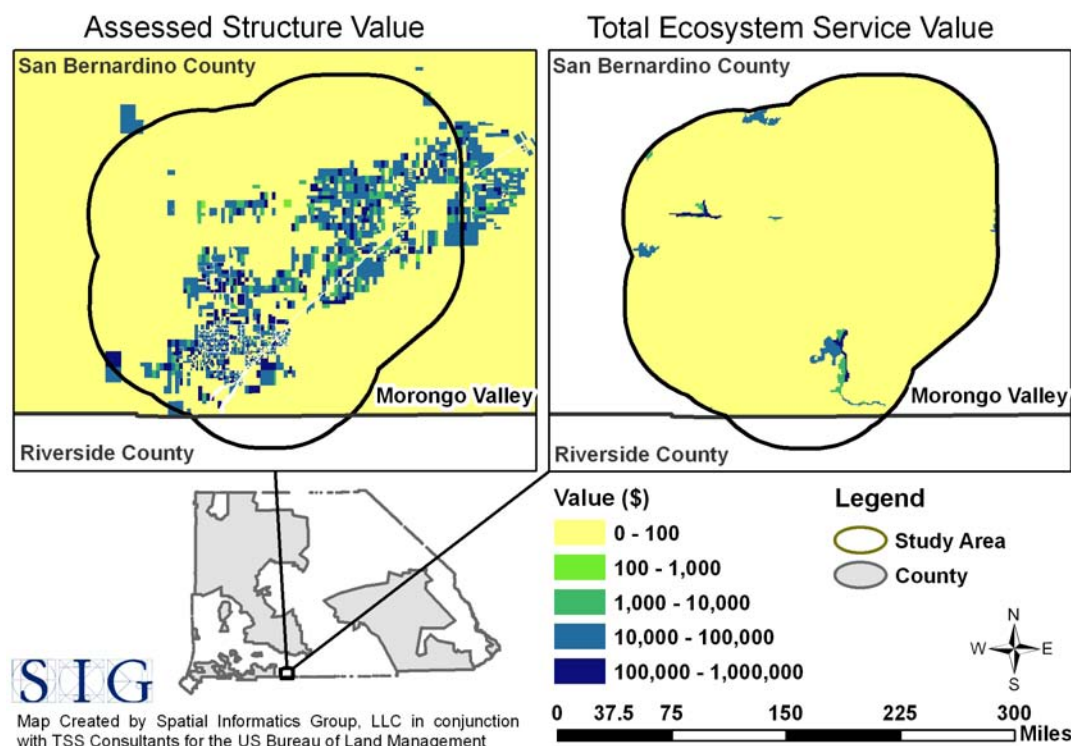 Assessed Structure Value
Total Ecosystem Service Value
San Bernardino County
Morongo Valley
Riverside County
San Bernardino County
Morongo Valley
Riverside County
Value ($)
0 - 100
100 - 1,000
1,000 - 10,000
10,000 - 100,000
100,000 - 1,000,000
Legend
Study Area
County
N
W
E
S
SIG
Map Created by Spatial Informatics Group, LLC in conjunction
with TSS Consultants for the US Bureau of Land Management
0 37.5 75 150 225 300
Miles